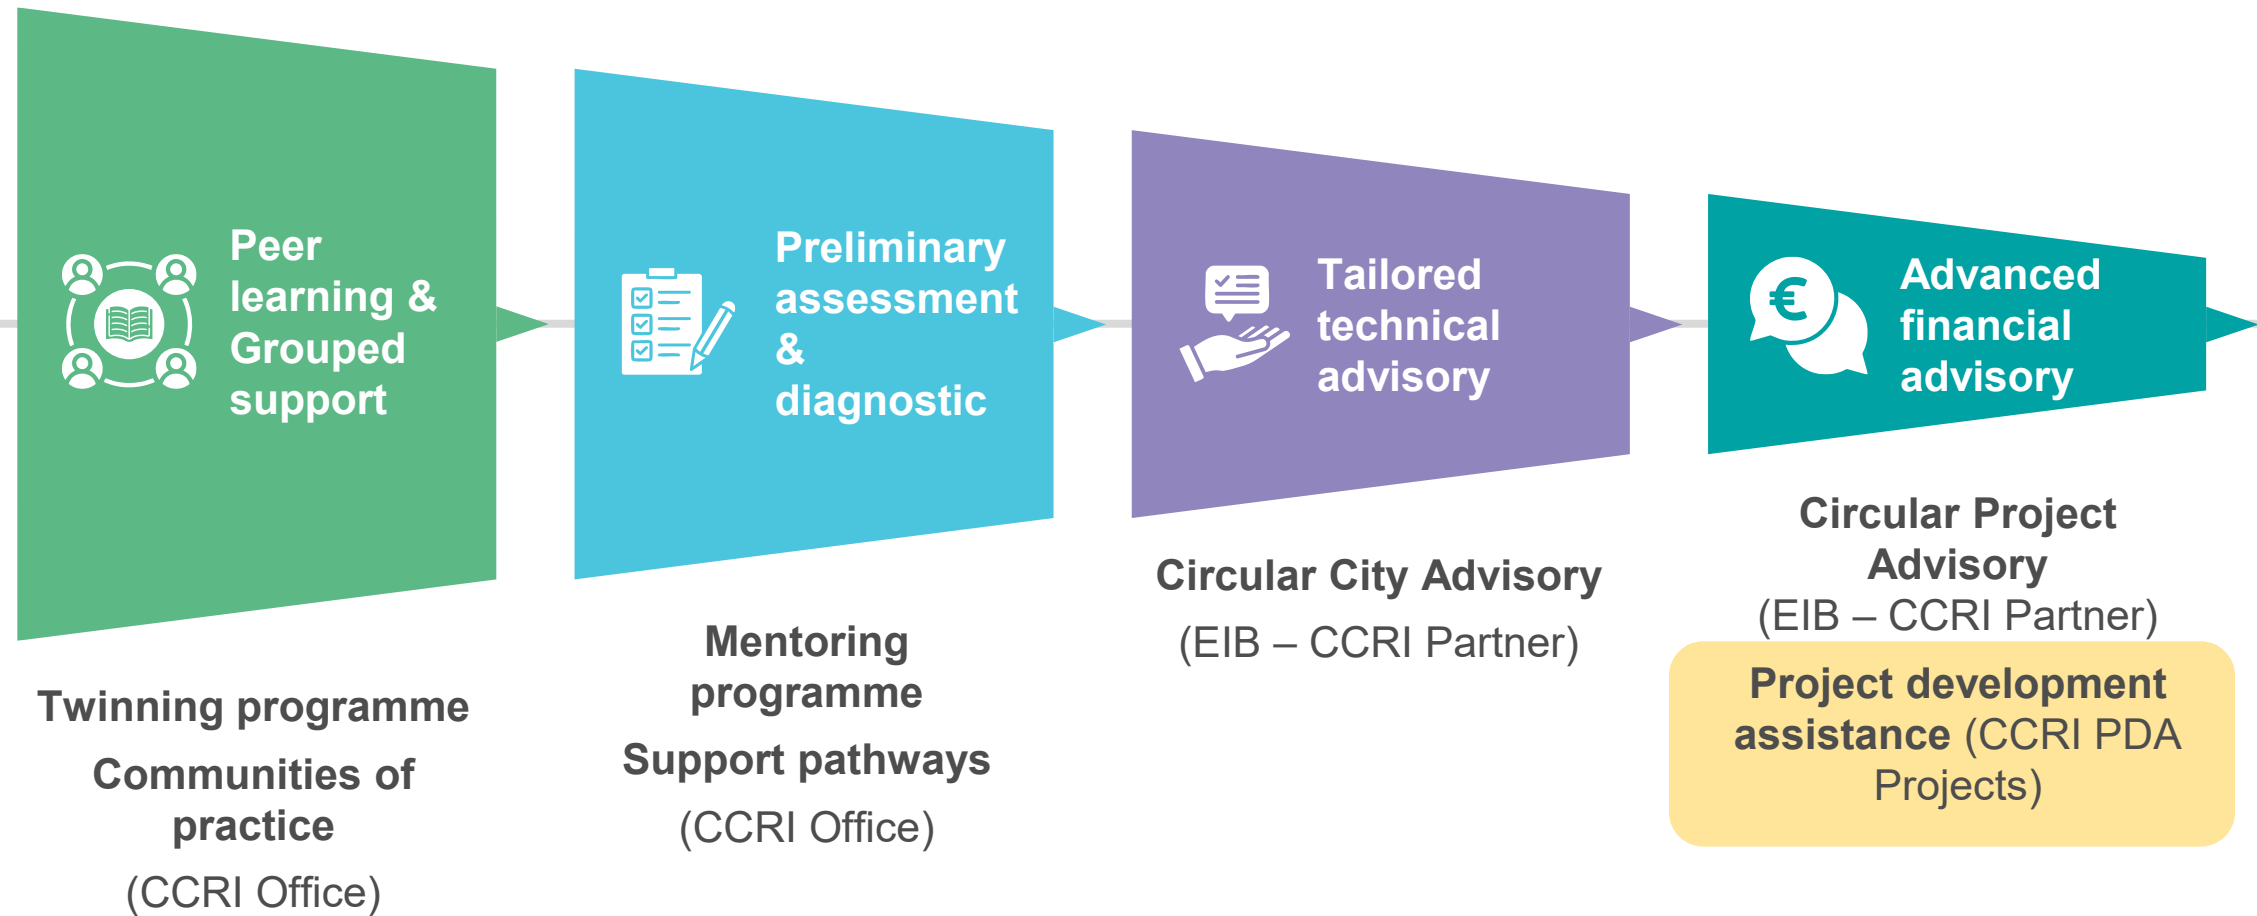 Peer
learning &
Grouped
support
Twinning programme
Communities of
practice
(CCRI Office)
Preliminary
assessment
&
diagnostic
Mentoring
programme
Support pathways
(CCRI Office)
Tailored
technical
advisory
Circular City Advisory
(EIB – CCRI Partner)
€
Advanced
financial
advisory
Circular Project
Advisory
(EIB – CCRI Partner)
Project development
assistance (CCRI PDA
Projects)